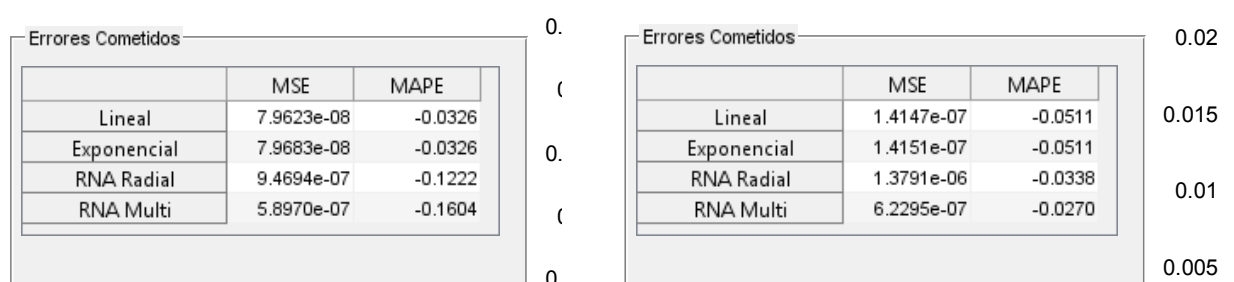 Errores Cometidos
MSE MAPE
Lineal 7.9623e-08 -0.0326
Exponencial 7.9683e-08 -0.0326
RNA Radial 9.4694e-07 -0.1222
RNA Multi 5.8970e-07 -0.1604
0.
0.
Errores Cometidos
MSE MAPE
Lineal 1.4147e-07 -0.0511
Exponencial 1.4151e-07 -0.0511
RNA Radial 1.3791e-06 -0.0338
RNA Multi 6.2295e-07 -0.0270
0.02
0.015
0.01
0.005